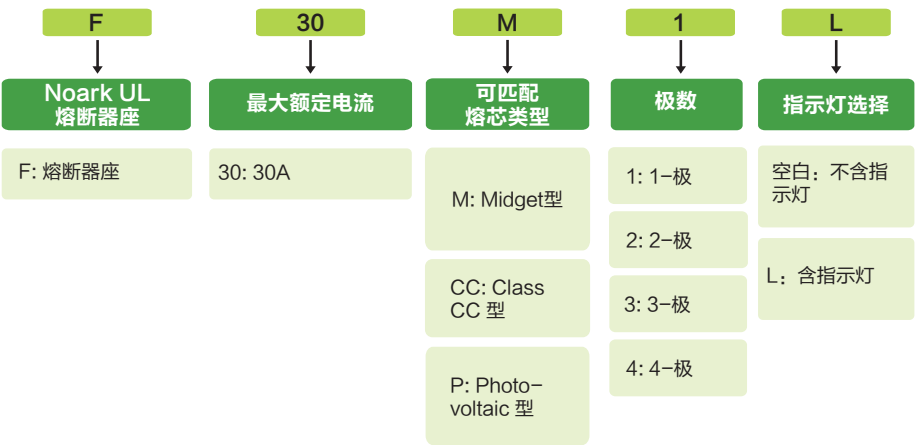 F
30
M
1
L
Noark UL
熔断器座
最大额定电流
可匹配
熔芯类型
极数
指示灯选择
F: 熔断器座
30: 30A
M: Midget型
CC: Class
CC 型
P: Photo-
voltaic 型
1: 1-极
2: 2-极
3: 3-极
4: 4-极
空白：不含指
示灯
L：含指示灯